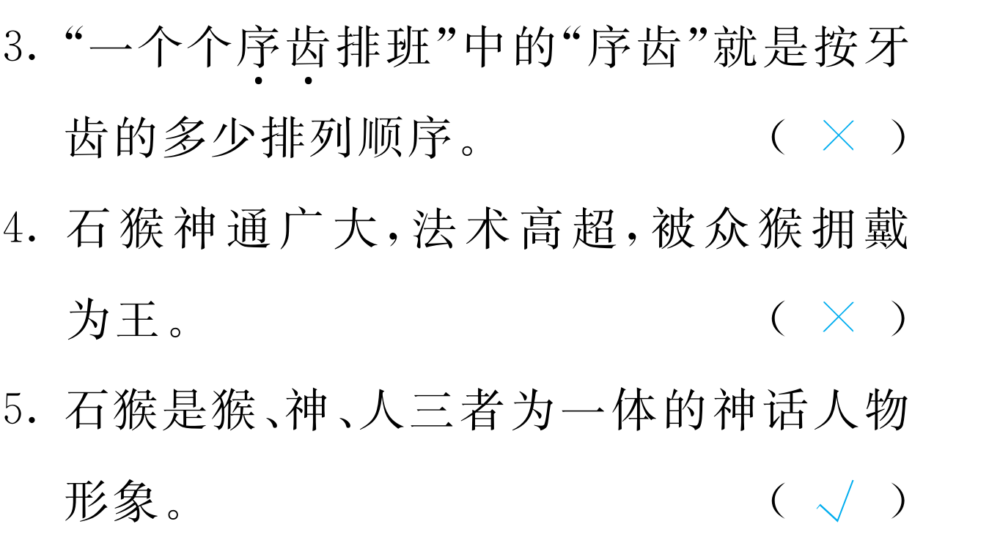 3. “一个个序齿排班”中的“序齿”就是按牙
齿的多少排列顺序。 ( × )
4. 石猴神通广大,法术高超,被众猴拥戴
为王。 ( × )
5. 石猴是猴、神、人三者为一体的神话人物
形象。 ( √ )